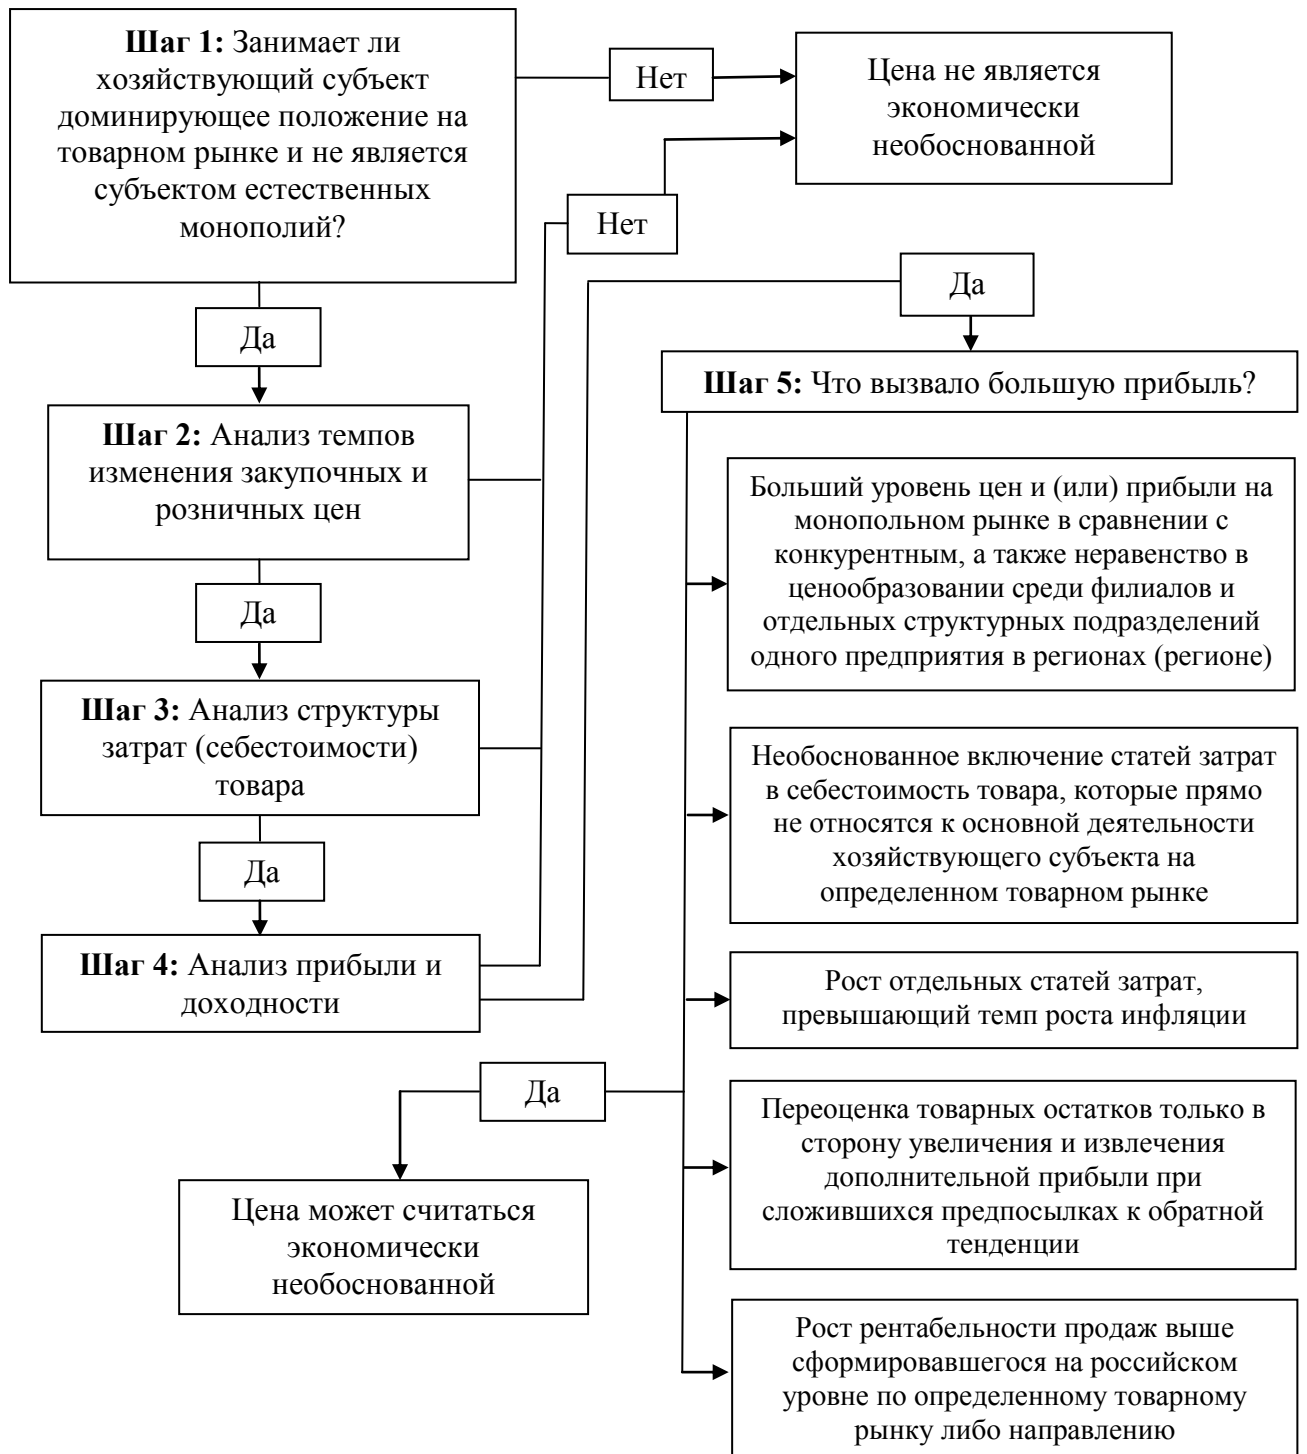 Шаг 1: Занимает ли
хозяйствующий субъект
доминирующее положение на
товарном рынке и не является
субъектом естественных
монополий?
Нет
Цена не является
экономически
необоснованной
Нет
Да
Да
Шаг 2: Анализ темпов
изменения закупочных и
розничных цен
Да
Шаг 3: Анализ структуры
затрат (себестоимости)
товара
Да
Шаг 4: Анализ прибыли и
доходности
Шаг 5: Что вызвало большую прибыль?
Больший уровень цен и (или) прибыли на
монопольном рынке в сравнении с
конкурентным, а также неравенство в
ценообразовании среди филиалов и
отдельных структурных подразделений
одного предприятия в регионах (регионе)
Необоснованное включение статей затрат
в себестоимость товара, которые прямо
не относятся к основной деятельности
хозяйствующего субъекта на
определенном товарном рынке
Рост отдельных статей затрат,
превышающий темп роста инфляции
Переоценка товарных остатков только в
сторону увеличения и извлечения
дополнительной прибыли при
сложившихся предпосылках к обратной
тенденции
Рост рентабельности продаж выше
сформировавшегося на российском
уровне по определенному товарному
рынку либо направлению
Да
Цена может считаться
экономически
необоснованной